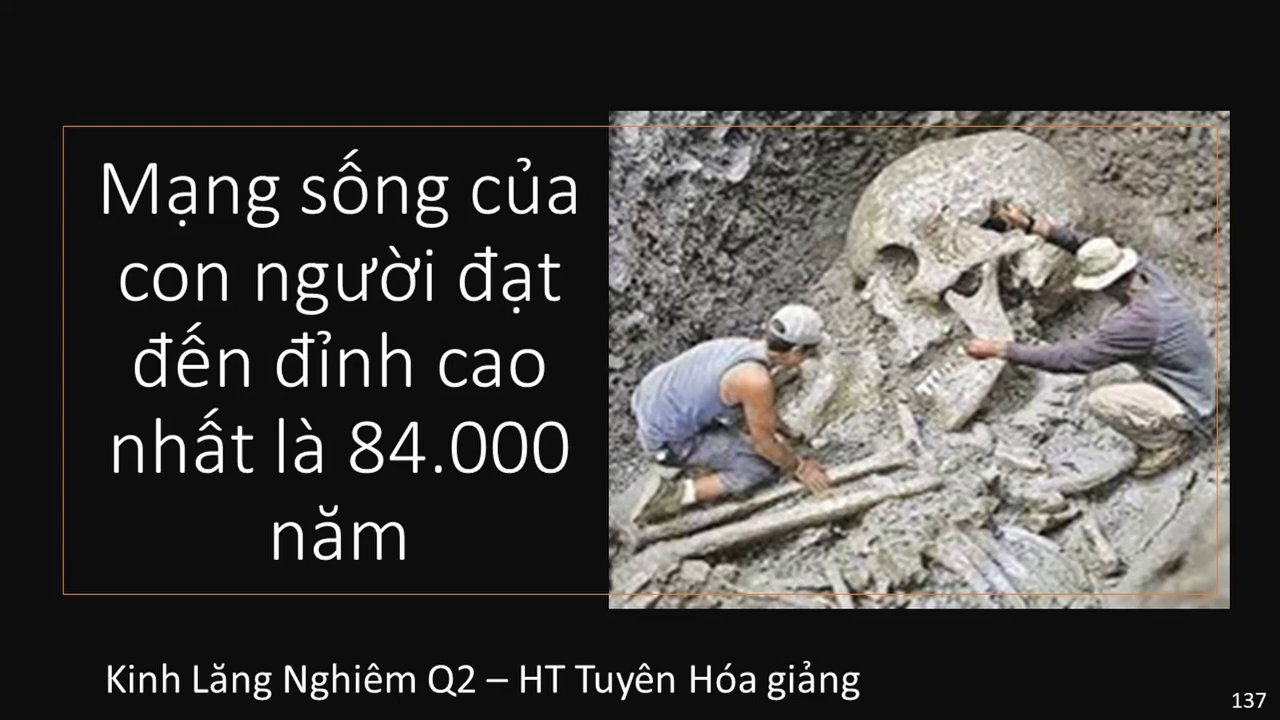 Mạng sống của
con người đạt
đến đỉnh cao
nhất là 84.000
năm
Kinh Lăng Nghiêm Q2 – HT Tuyên Hóa giảng
137